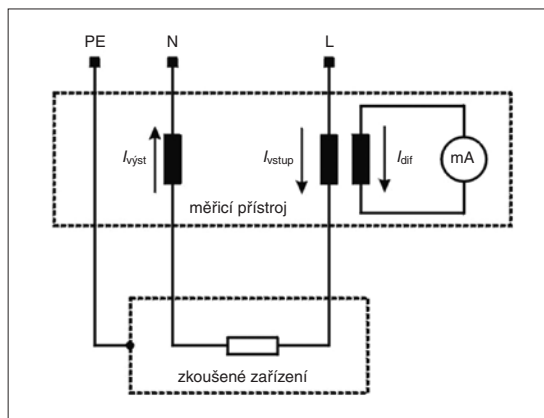 PE N L
Ivýst Ivstup Idif mA
měřicí přístroj
zkoušené zařízení